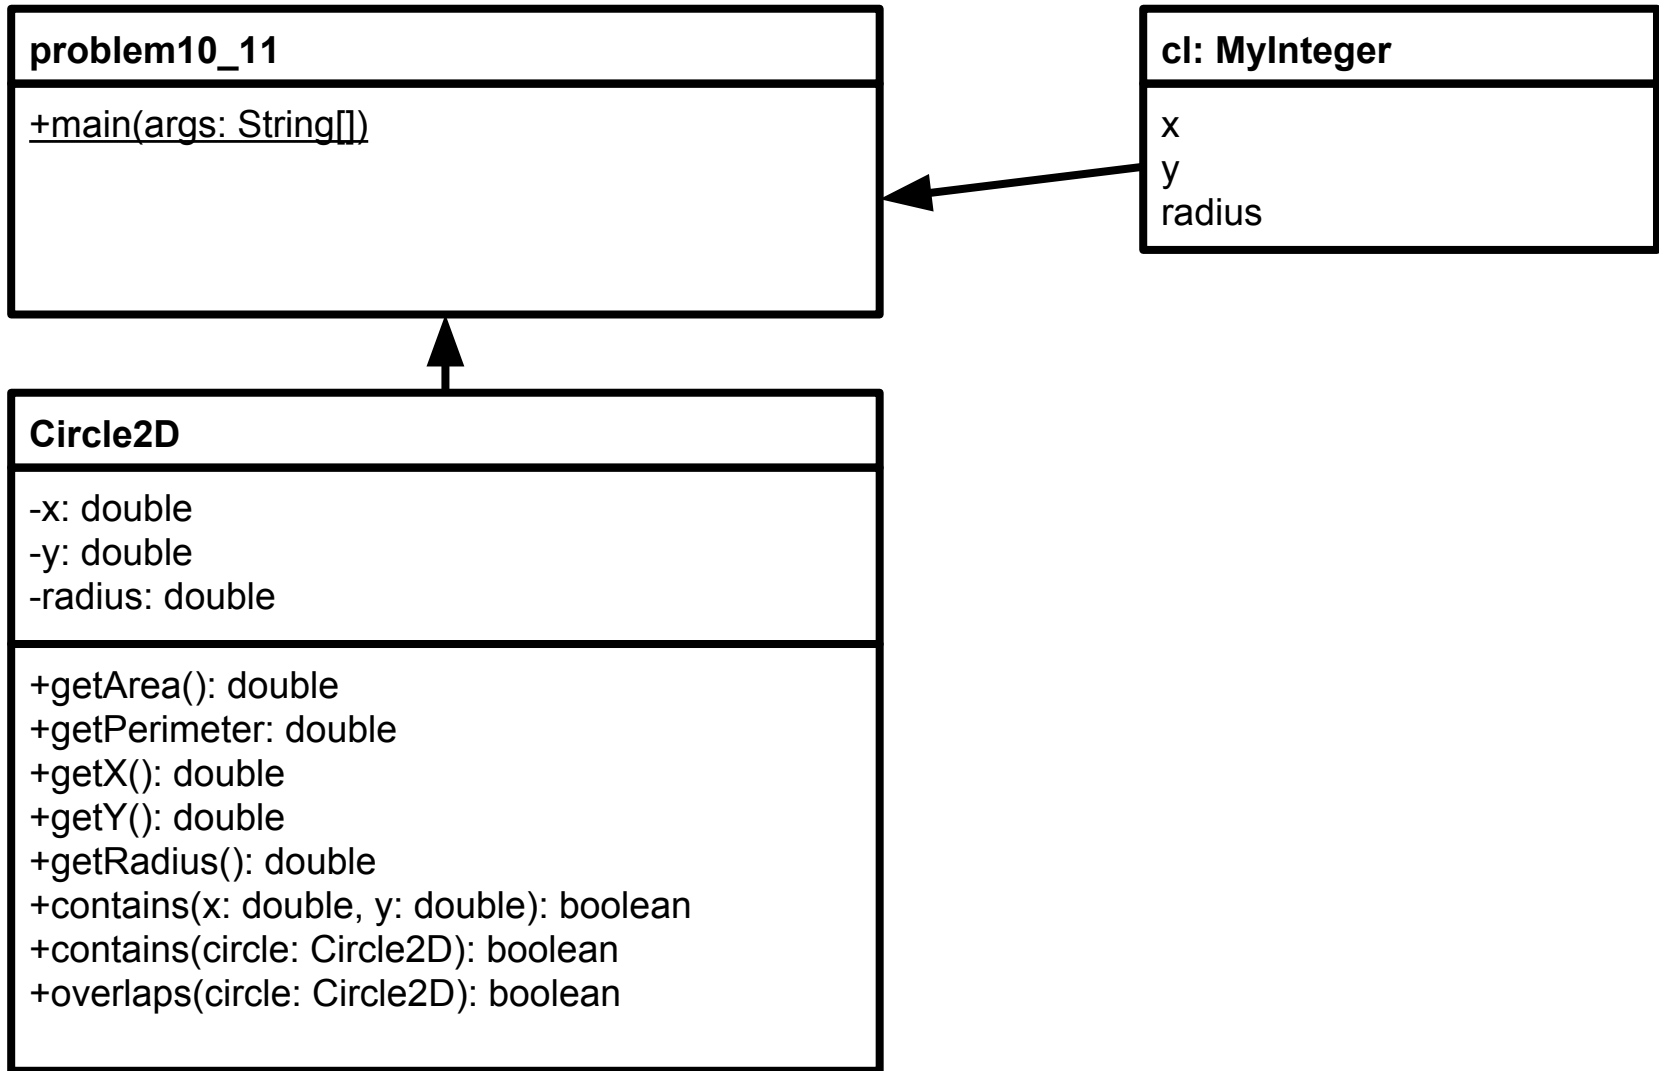 problem10_11
+main(args: String[])
cl: MyInteger
x
y
radius
Circle2D
-x: double
-y: double
-radius: double
+getArea(): double
+getPerimeter: double
+getX(): double
+getY(): double
+getRadius(): double
+contains(x: double, y: double): boolean
+contains(circle: Circle2D): boolean
+overlaps(circle: Circle2D): boolean